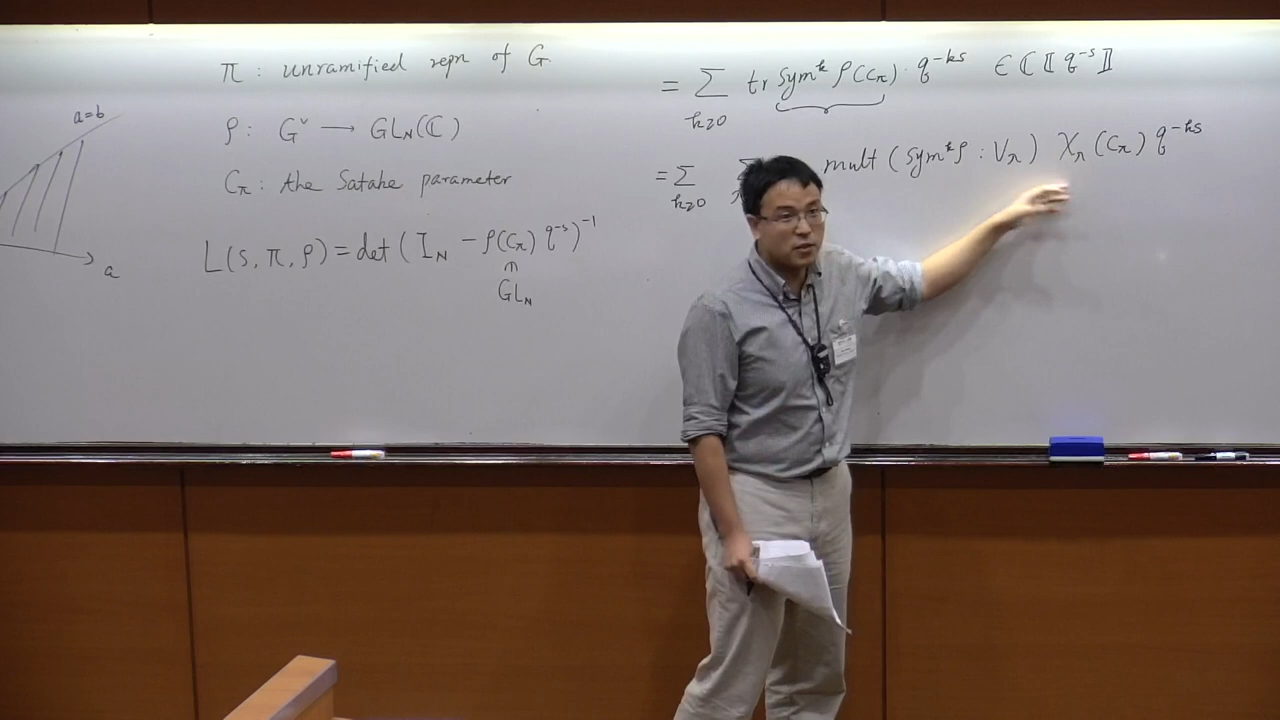 a=b
a
π : unramified repn of G
ρ : G^∨ → GL_N(ℂ)
C_π : the Satake parameter
L(s, π, ρ) = det ( I_N − ρ(C_π) q^{-s} )^{-1}
∩
GL_N
= Σ_{k≥0} tr Sym^k ρ(C_π) · q^{-ks} ∈ ℂ⟦q^{-s}⟧
= Σ_{k≥0} Σ mult ( Sym^k ρ : V_λ ) χ_λ (C_π) q^{-ks}